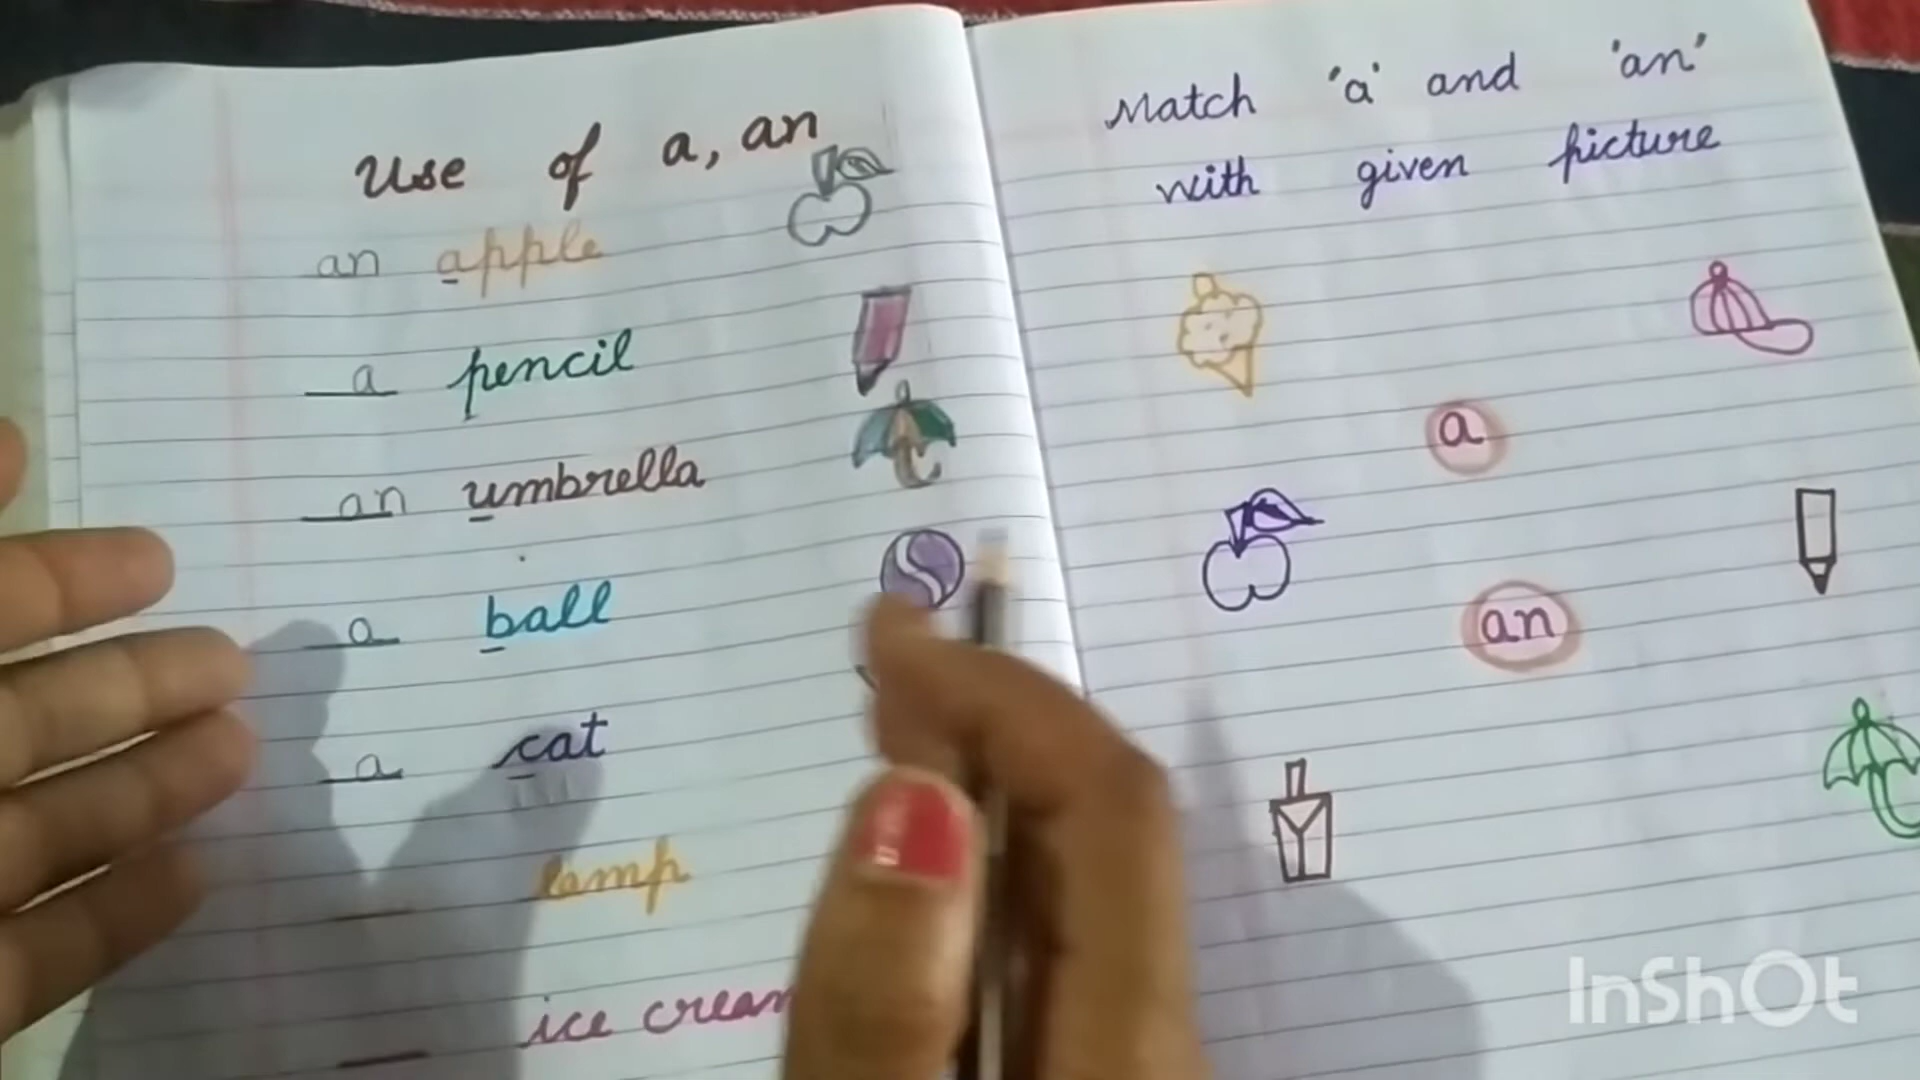 Use of a, an
an apple
a pencil
an umbrella
a ball
a cat
lamp
ice cream
Match 'a' and 'an'
with given picture
a
an
InShOt